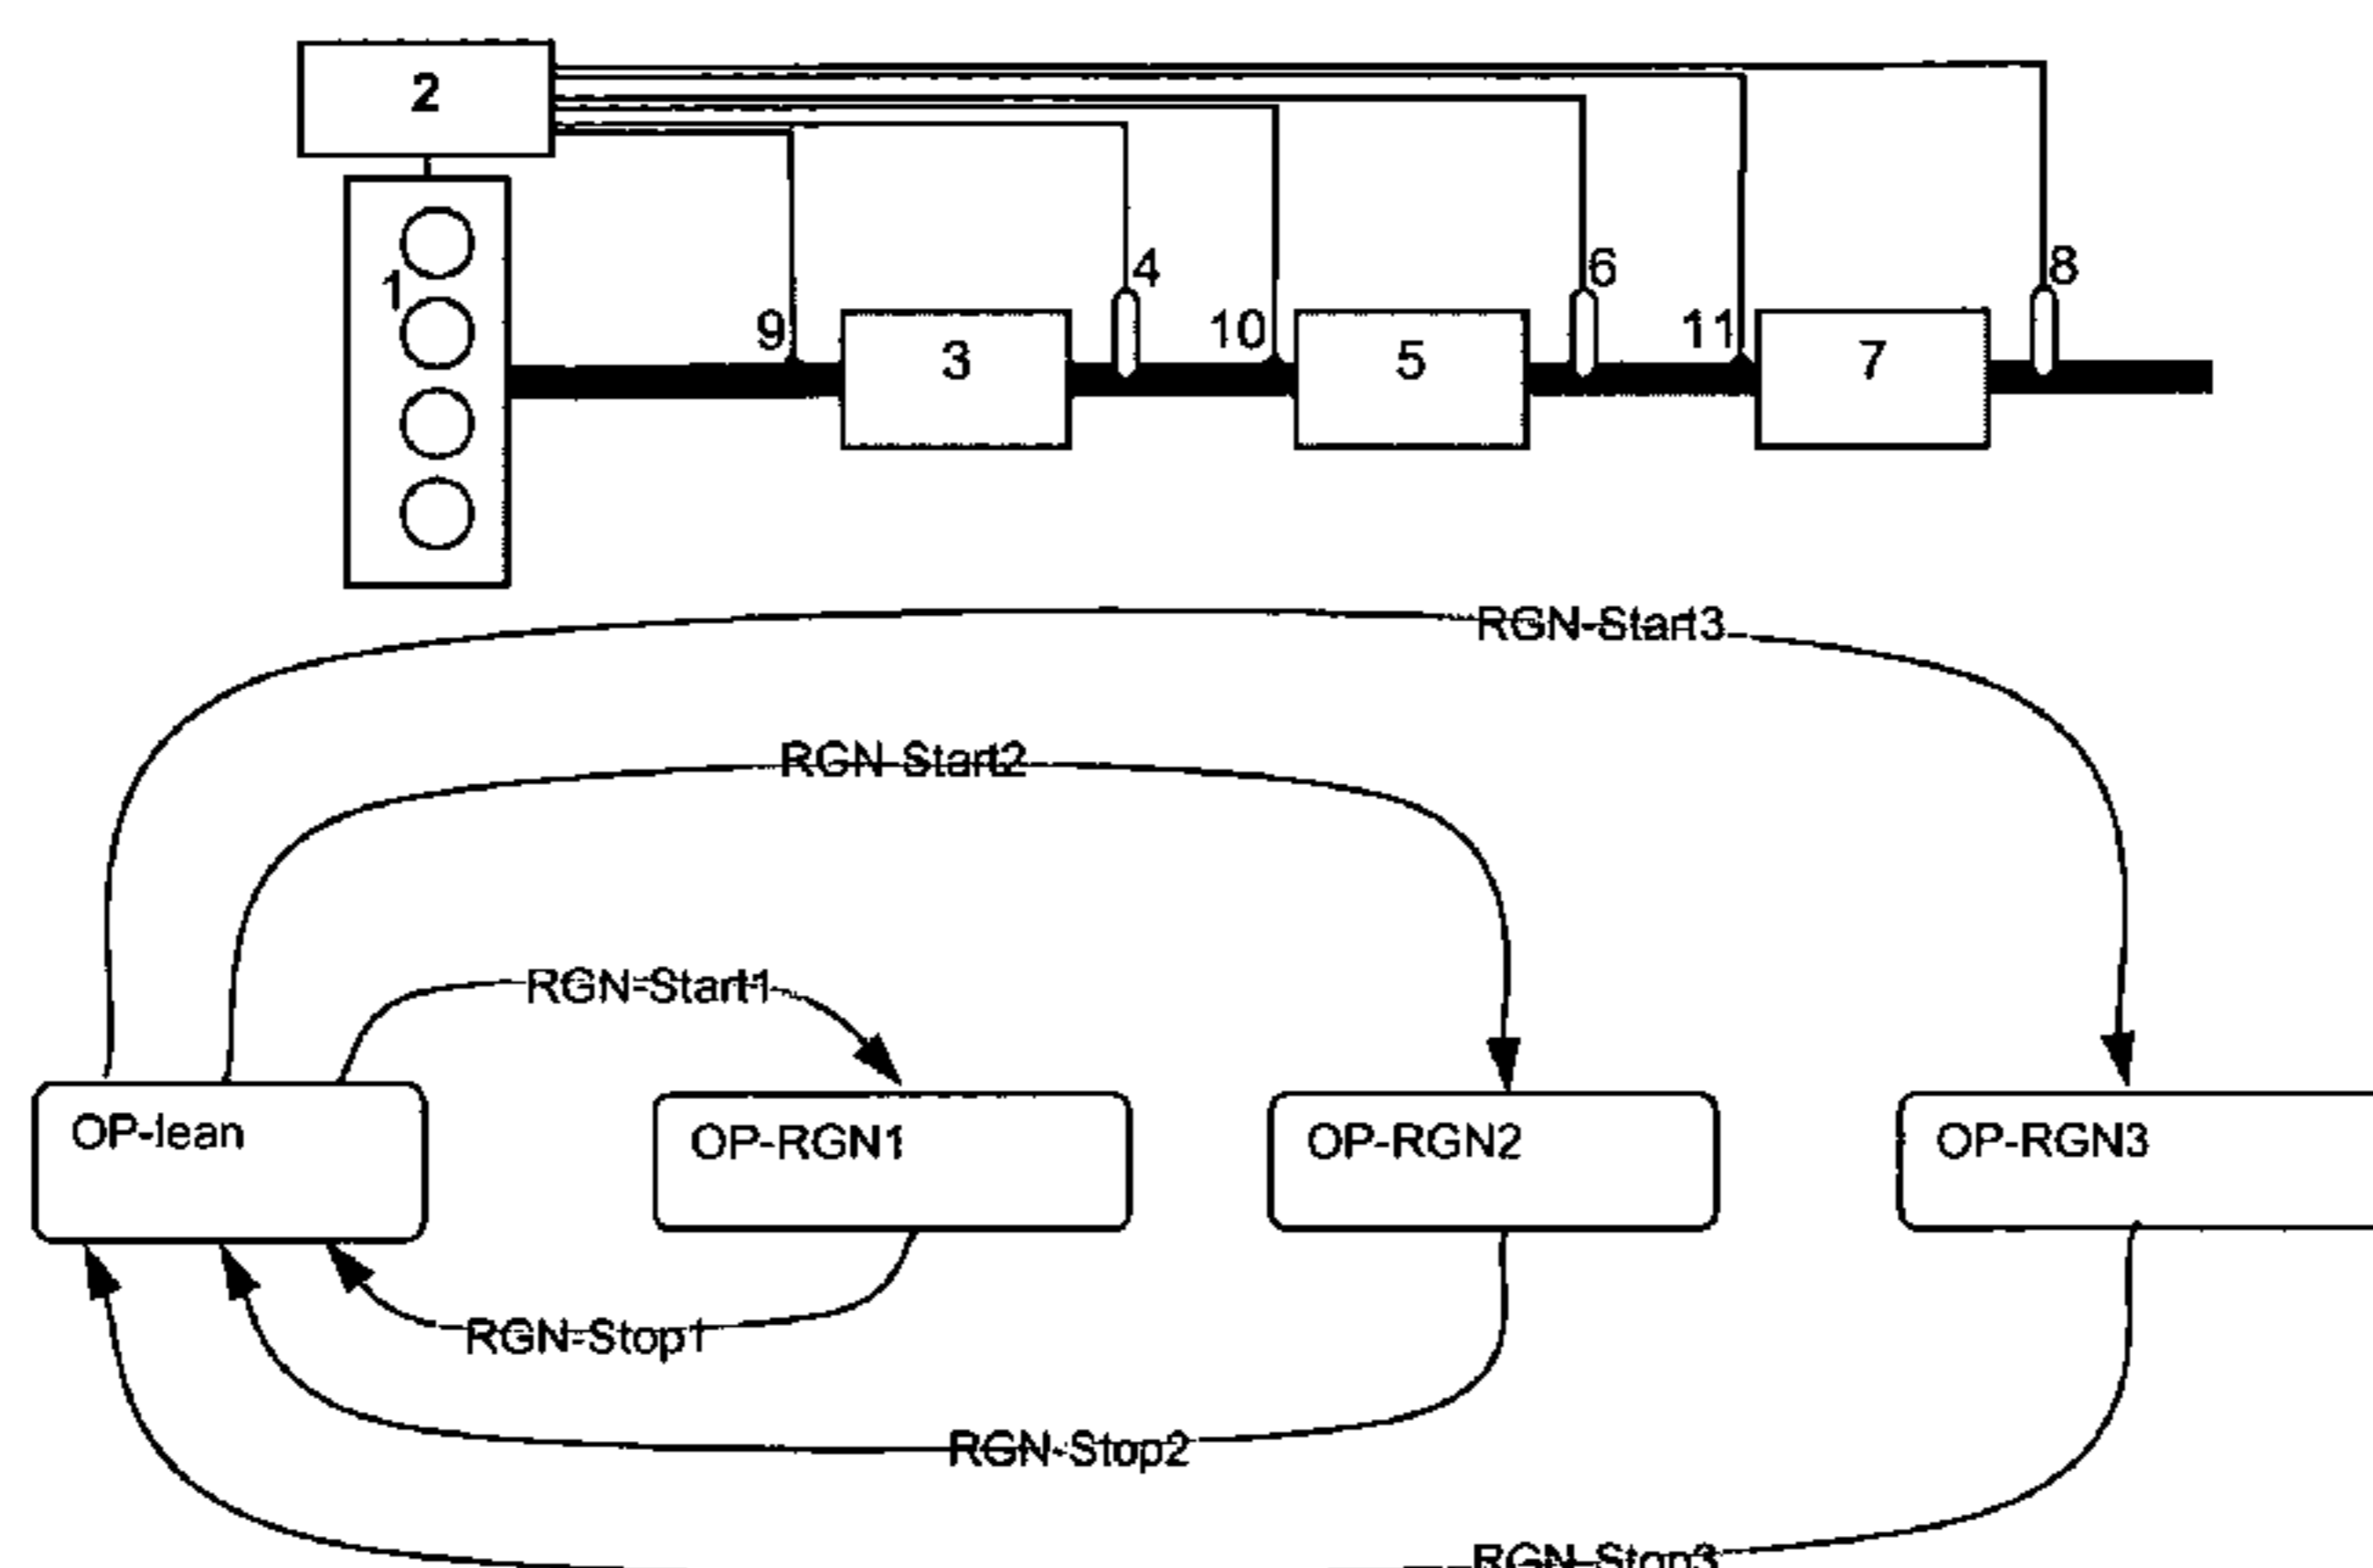 2
1
4
6
8
9
3
10
5
11
7
RGN-Start3
RGN-Start2
RGN-Start1
OP-lean
OP-RGN1
OP-RGN2
OP-RGN3
RGN-Stop1
RGN-Stop2
RGN-Stop3